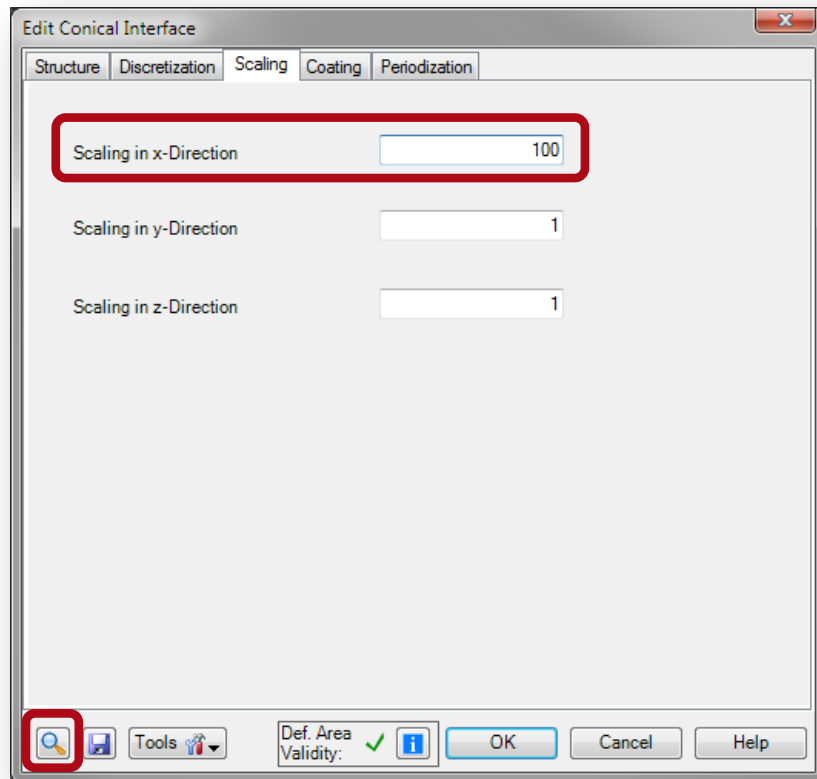 Edit Conical Interface
Structure Discretization Scaling Coating Periodization
Scaling in x-Direction 100
Scaling in y-Direction 1
Scaling in z-Direction 1
Tools Def. Area Validity: OK Cancel Help